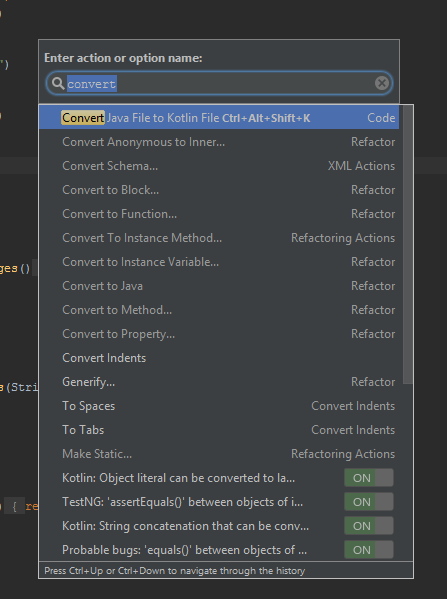 ")
Enter action or option name:
convert
Convert Java File to Kotlin File Ctrl+Alt+Shift+K Code
Convert Anonymous to Inner... Refactor
Convert Schema... XML Actions
Convert to Block... Refactor
Convert to Function... Refactor
Convert To Instance Method... Refactoring Actions
Convert to Instance Variable... Refactor
ges()
Convert to Java Refactor
Convert to Method... Refactor
Convert to Property... Refactor
Convert Indents
s(Stri
Generify... Refactor
To Spaces Convert Indents
To Tabs Convert Indents
Make Static... Refactoring Actions
Kotlin: Object literal can be converted to la... ON
) { re
TestNG: 'assertEquals()' between objects of i... ON
Kotlin: String concatenation that can be conv... ON
Probable bugs: 'equals()' between objects of ... ON
Press Ctrl+Up or Ctrl+Down to navigate through the history